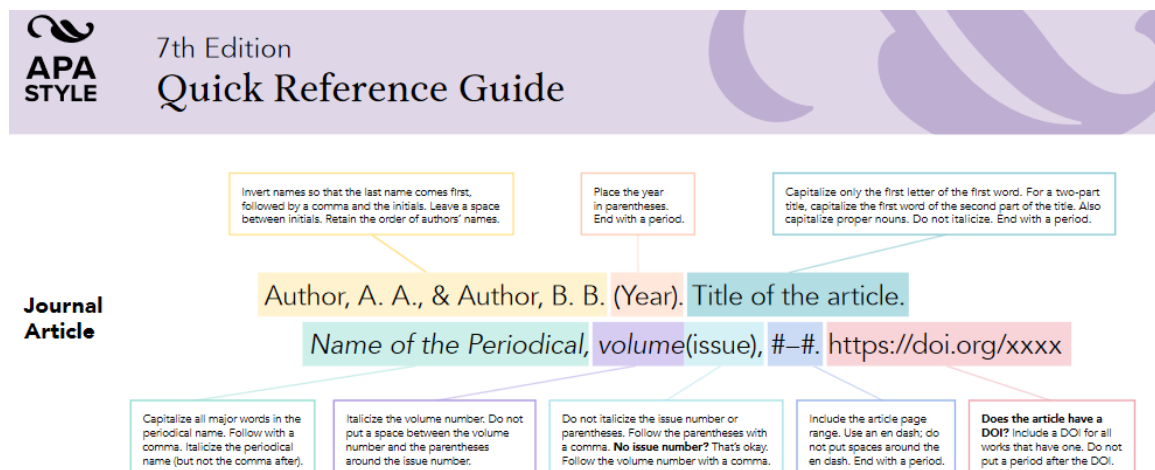 APA
STYLE
7th Edition
Quick Reference Guide
Invert names so that the last name comes first,
followed by a comma and the initials. Leave a space
between initials. Retain the order of authors' names.
Place the year
in parentheses.
End with a period.
Capitalize only the first letter of the first word. For a two-part
title, capitalize the first word of the second part of the title. Also
capitalize proper nouns. Do not italicize. End with a period.
Journal
Article
Author, A. A., & Author, B. B. (Year). Title of the article.
Name of the Periodical, volume(issue), #–#. https://doi.org/xxxx
Capitalize all major words in the
periodical name. Follow with a
comma. Italicize the periodical
name (but not the comma after).
Italicize the volume number. Do not
put a space between the volume
number and the parentheses
around the issue number.
Do not italicize the issue number or
parentheses. Follow the parentheses with
a comma. No issue number? That's okay.
Follow the volume number with a comma.
Include the article page
range. Use an en dash; do
not put spaces around the
en dash. End with a period.
Does the article have a
DOI? Include a DOI for all
works that have one. Do not
put a period after the DOI.